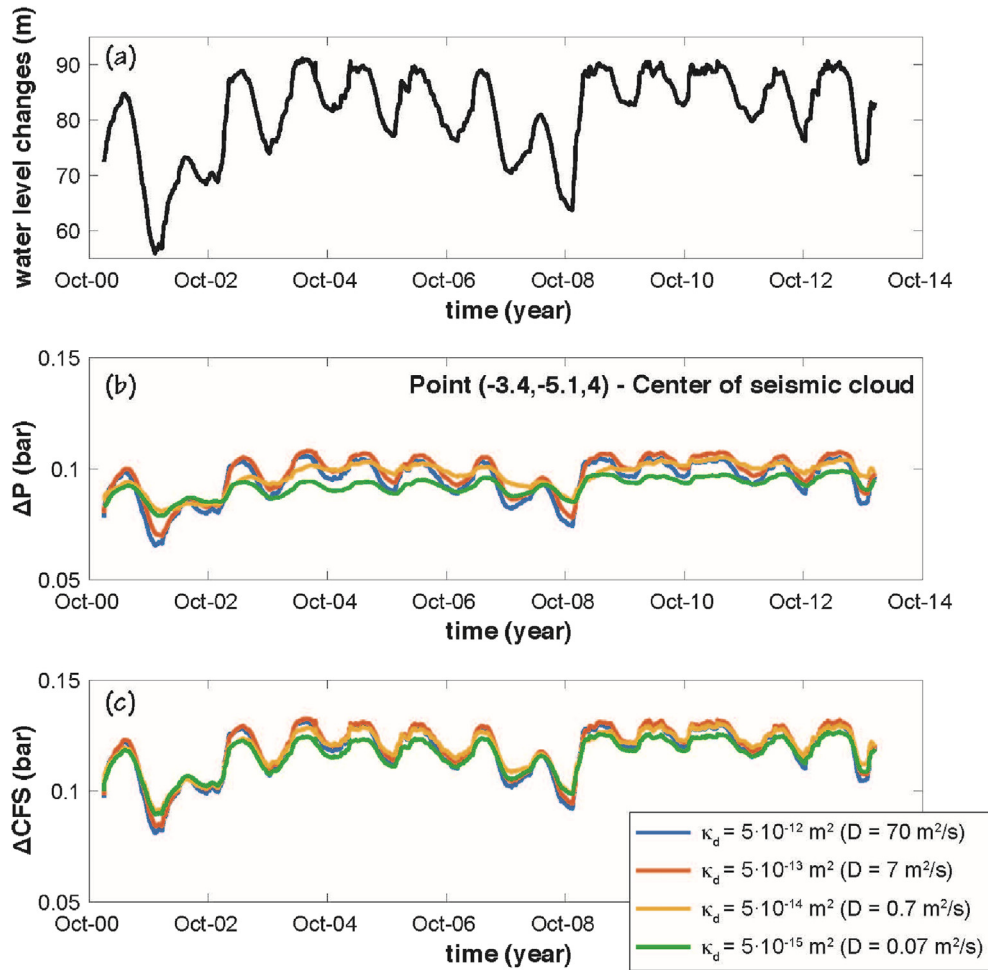 (a)
water level changes (m)
90
80
70
60
Oct-00 Oct-02 Oct-04 Oct-06 Oct-08 Oct-10 Oct-12 Oct-14
time (year)
(b)
Point (-3.4,-5.1,4) - Center of seismic cloud
ΔP (bar)
0.15
0.1
0.05
Oct-00 Oct-02 Oct-04 Oct-06 Oct-08 Oct-10 Oct-12 Oct-14
time (year)
(c)
ΔCFS (bar)
0.15
0.1
0.05
Oct-00 Oct-02 Oct-04 Oct-06 Oct-08
time (year)
κd = 5·10⁻¹² m² (D = 70 m²/s)
κd = 5·10⁻¹³ m² (D = 7 m²/s)
κd = 5·10⁻¹⁴ m² (D = 0.7 m²/s)
κd = 5·10⁻¹⁵ m² (D = 0.07 m²/s)